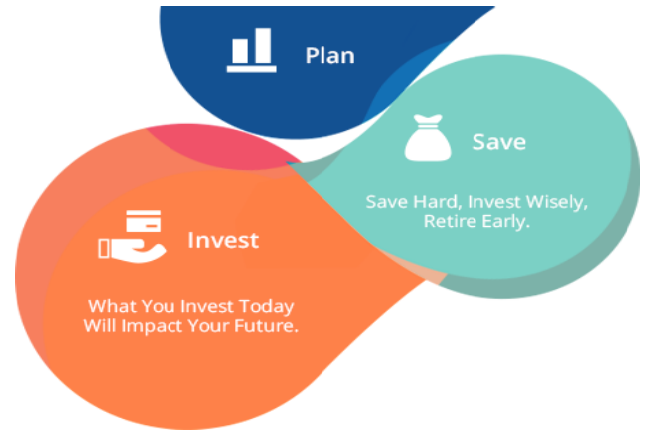 Plan
Save
Save Hard, Invest Wisely,
Retire Early.
Invest
What You Invest Today
Will Impact Your Future.